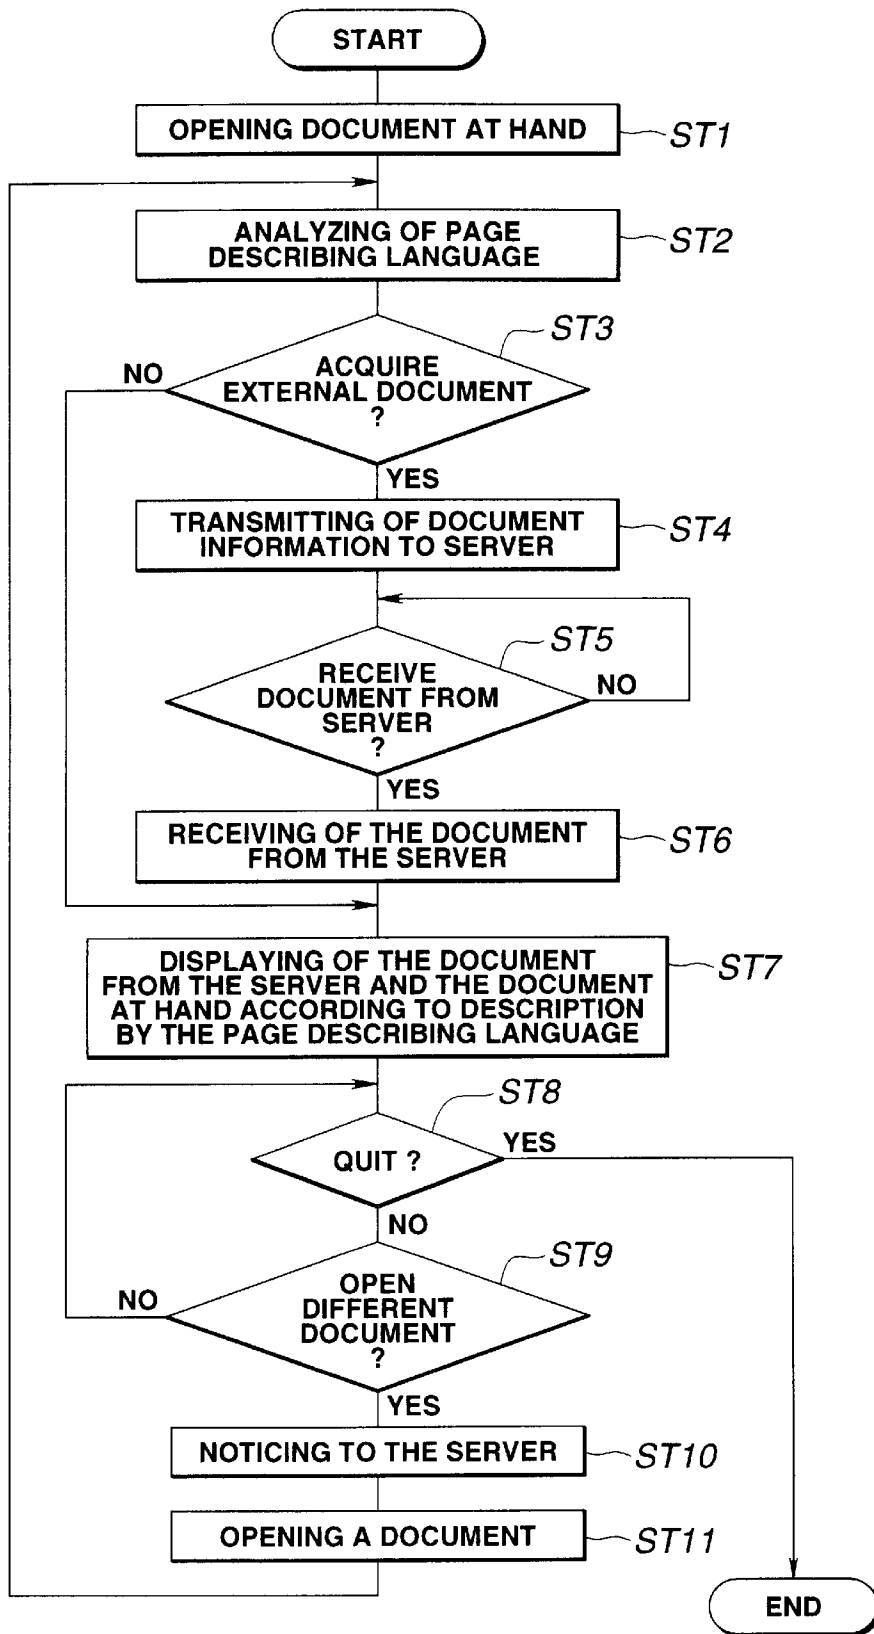 START
OPENING DOCUMENT AT HAND
ST1
ANALYZING OF PAGE
DESCRIBING LANGUAGE
ST2
ST3
ACQUIRE
EXTERNAL DOCUMENT
?
NO
YES
TRANSMITTING OF DOCUMENT
INFORMATION TO SERVER
ST4
ST5
RECEIVE
DOCUMENT FROM
SERVER
?
NO
YES
RECEIVING OF THE DOCUMENT
FROM THE SERVER
ST6
DISPLAYING OF THE DOCUMENT
FROM THE SERVER AND THE DOCUMENT
AT HAND ACCORDING TO DESCRIPTION
BY THE PAGE DESCRIBING LANGUAGE
ST7
ST8
QUIT ?
YES
NO
ST9
OPEN
DIFFERENT
DOCUMENT
?
NO
YES
NOTICING TO THE SERVER
ST10
OPENING A DOCUMENT
ST11
END